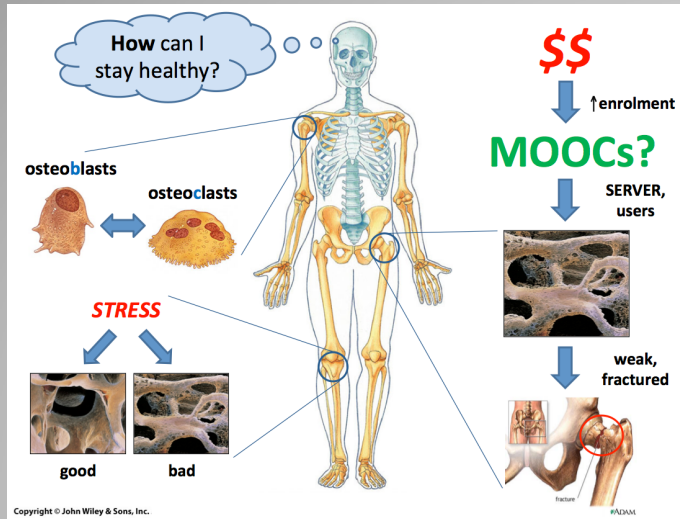 How can I
stay healthy?
osteoblasts
osteoclasts
STRESS
good
bad
$$
↑enrolment
MOOCs?
SERVER,
users
weak,
fractured
fracture
ADAM
Copyright © John Wiley & Sons, Inc.